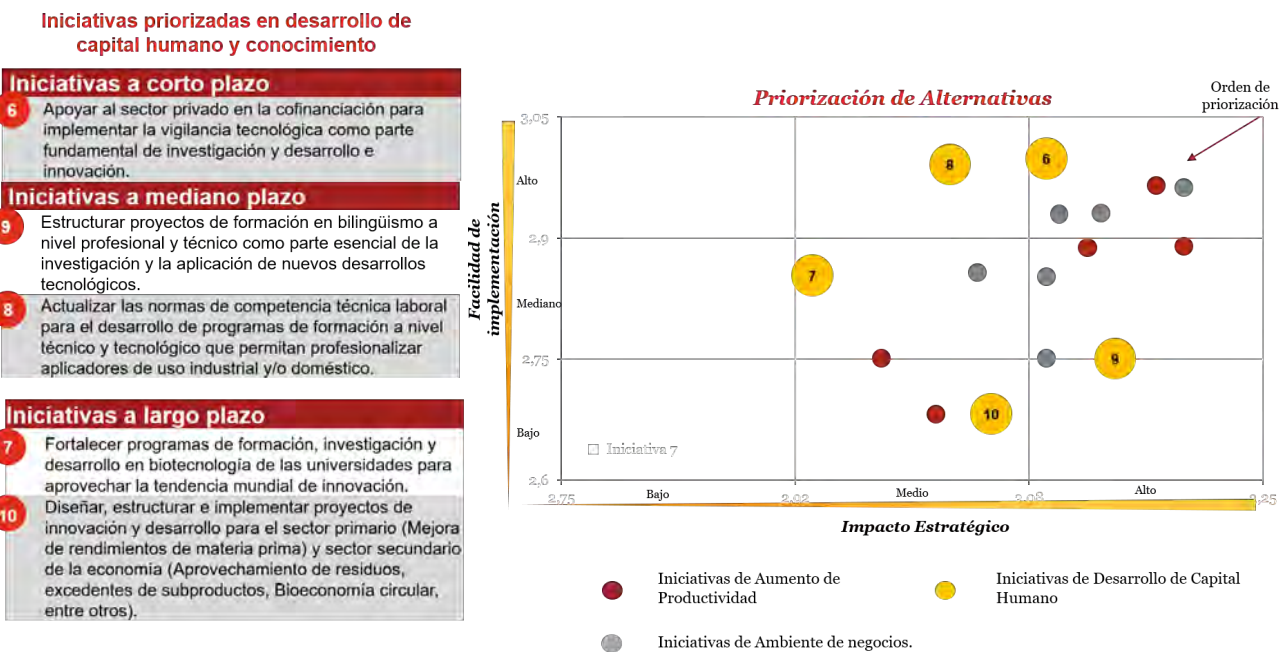 Iniciativas priorizadas en desarrollo de
capital humano y conocimiento
Iniciativas a corto plazo
6
Apoyar al sector privado en la cofinanciación para
implementar la vigilancia tecnológica como parte
fundamental de investigación y desarrollo e
innovación.
Iniciativas a mediano plazo
9
Estructurar proyectos de formación en bilingüismo a
nivel profesional y técnico como parte esencial de la
investigación y la aplicación de nuevos desarrollos
tecnológicos.
8
Actualizar las normas de competencia técnica laboral
para el desarrollo de programas de formación a nivel
técnico y tecnológico que permitan profesionalizar
aplicadores de uso industrial y/o doméstico.
Iniciativas a largo plazo
7
Fortalecer programas de formación, investigación y
desarrollo en biotecnología de las universidades para
aprovechar la tendencia mundial de innovación.
10
Diseñar, estructurar e implementar proyectos de
innovación y desarrollo para el sector primario (Mejora
de rendimientos de materia prima) y sector secundario
de la economía (Aprovechamiento de residuos,
excedentes de subproductos, Bioeconomía circular,
entre otros).
Priorización de Alternativas
Orden de
priorización
Facilidad de
implementación
3,05
Alto
2,9
Mediano
2,75
Bajo
2,6
8
6
7
9
10
Iniciativa 7
2,75
Bajo
2,92
Medio
3,08
Alto
3,25
Impacto Estratégico
Iniciativas de Aumento de
Productividad
Iniciativas de Desarrollo de Capital
Humano
Iniciativas de Ambiente de negocios.